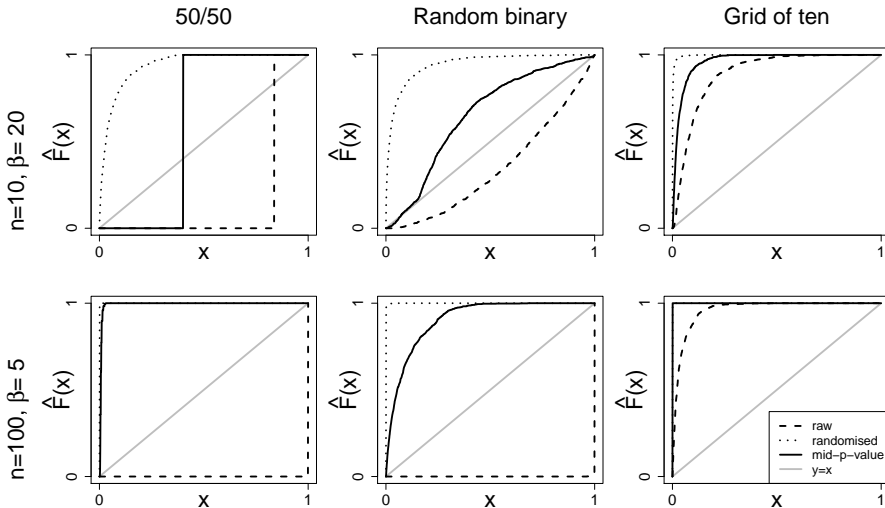 50/50
Random binary
Grid of ten
n=10, β= 20
F̂(x)
0
1
0
1
x
F̂(x)
0
1
0
1
x
F̂(x)
0
1
0
1
x
n=100, β= 5
F̂(x)
0
1
0
1
x
F̂(x)
0
1
0
1
x
F̂(x)
0
1
0
1
x
raw
randomised
mid−p−value
y=x